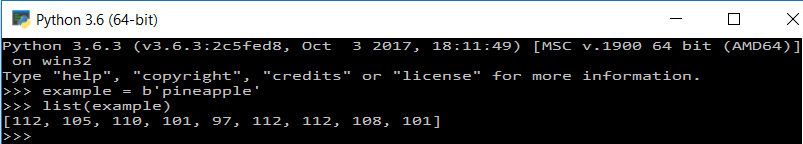 Python 3.6 (64-bit)
Python 3.6.3 (v3.6.3:2c5fed8, Oct  3 2017, 18:11:49) [MSC v.1900 64 bit (AMD64)]
 on win32
Type "help", "copyright", "credits" or "license" for more information.
>>> example = b'pineapple'
>>> list(example)
[112, 105, 110, 101, 97, 112, 112, 108, 101]
>>>